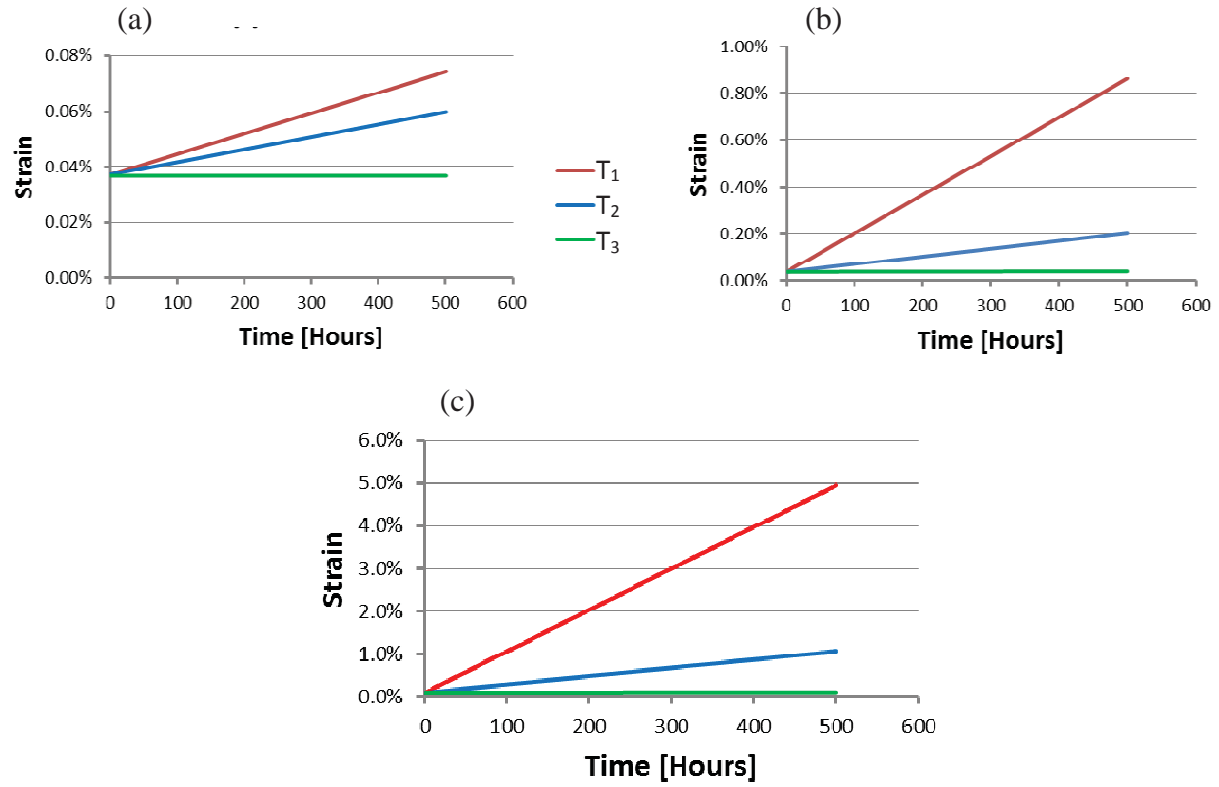 (a)
0.08%
0.06%
0.04%
0.02%
0.00%
Strain
0 100 200 300 400 500 600
Time [Hours]
T1
T2
T3
(b)
1.00%
0.80%
0.60%
0.40%
0.20%
0.00%
Strain
0 100 200 300 400 500 600
Time [Hours]
(c)
6.0%
5.0%
4.0%
3.0%
2.0%
1.0%
0.0%
Strain
0 100 200 300 400 500 600
Time [Hours]